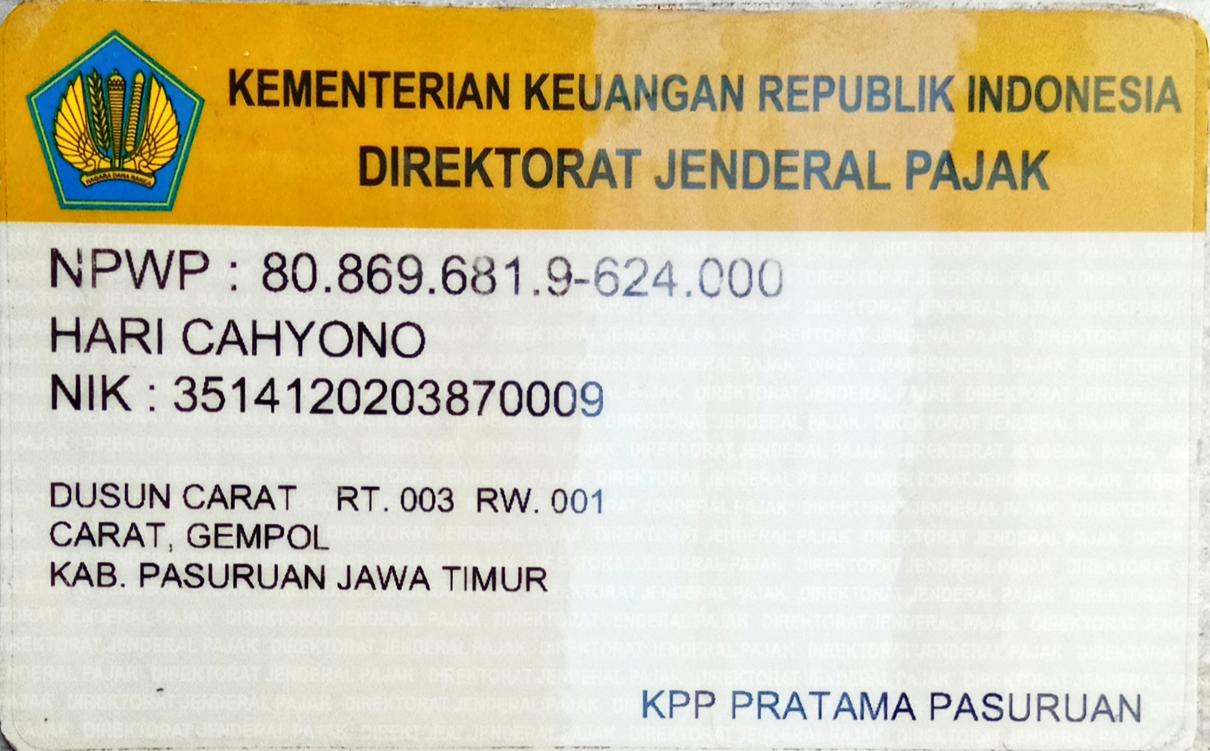 KEMENTERIAN KEUANGAN REPUBLIK INDONESIA
DIREKTORAT JENDERAL PAJAK
NAGARA DANA RAKCA
NPWP : 80.869.681.9-624.000
HARI CAHYONO
NIK : 3514120203870009
DUSUN CARAT RT. 003 RW. 001
CARAT, GEMPOL
KAB. PASURUAN JAWA TIMUR
KPP PRATAMA PASURUAN